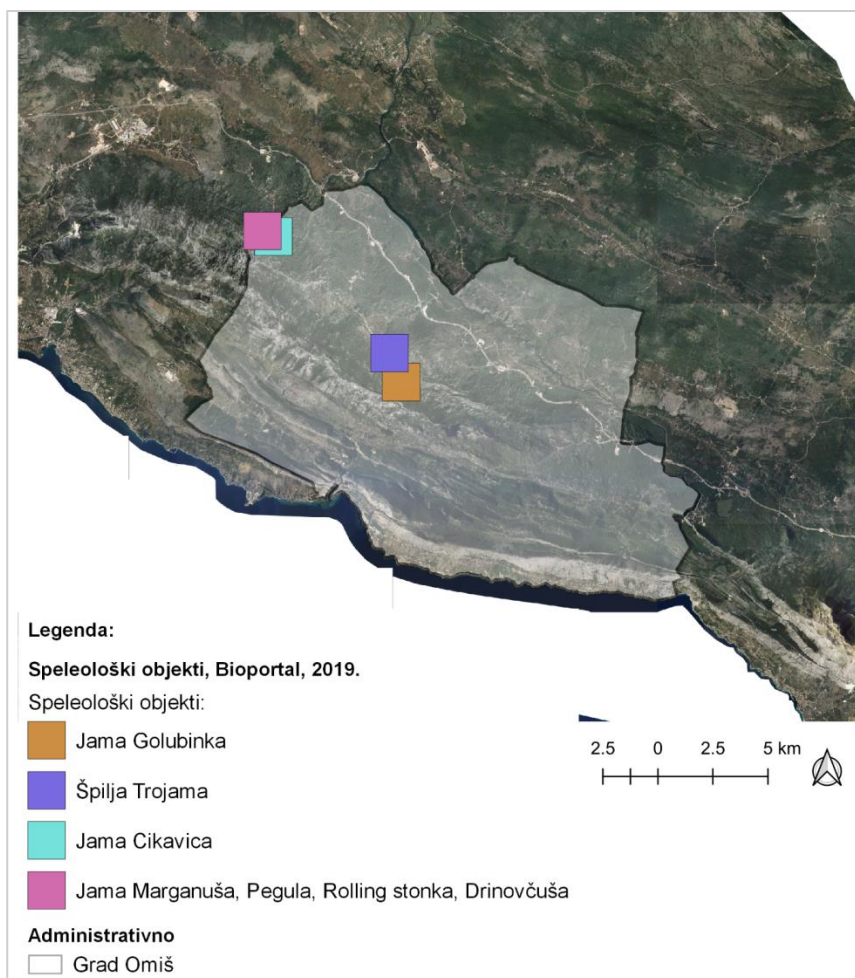 Legenda:
Speleološki objekti, Bioportal, 2019.
Speleološki objekti:
Jama Golubinka
Špilja Trojama
Jama Cikavica
Jama Marganuša, Pegula, Rolling stonka, Drinovčuša
Administrativno
Grad Omiš
2.5 0 2.5 5 km